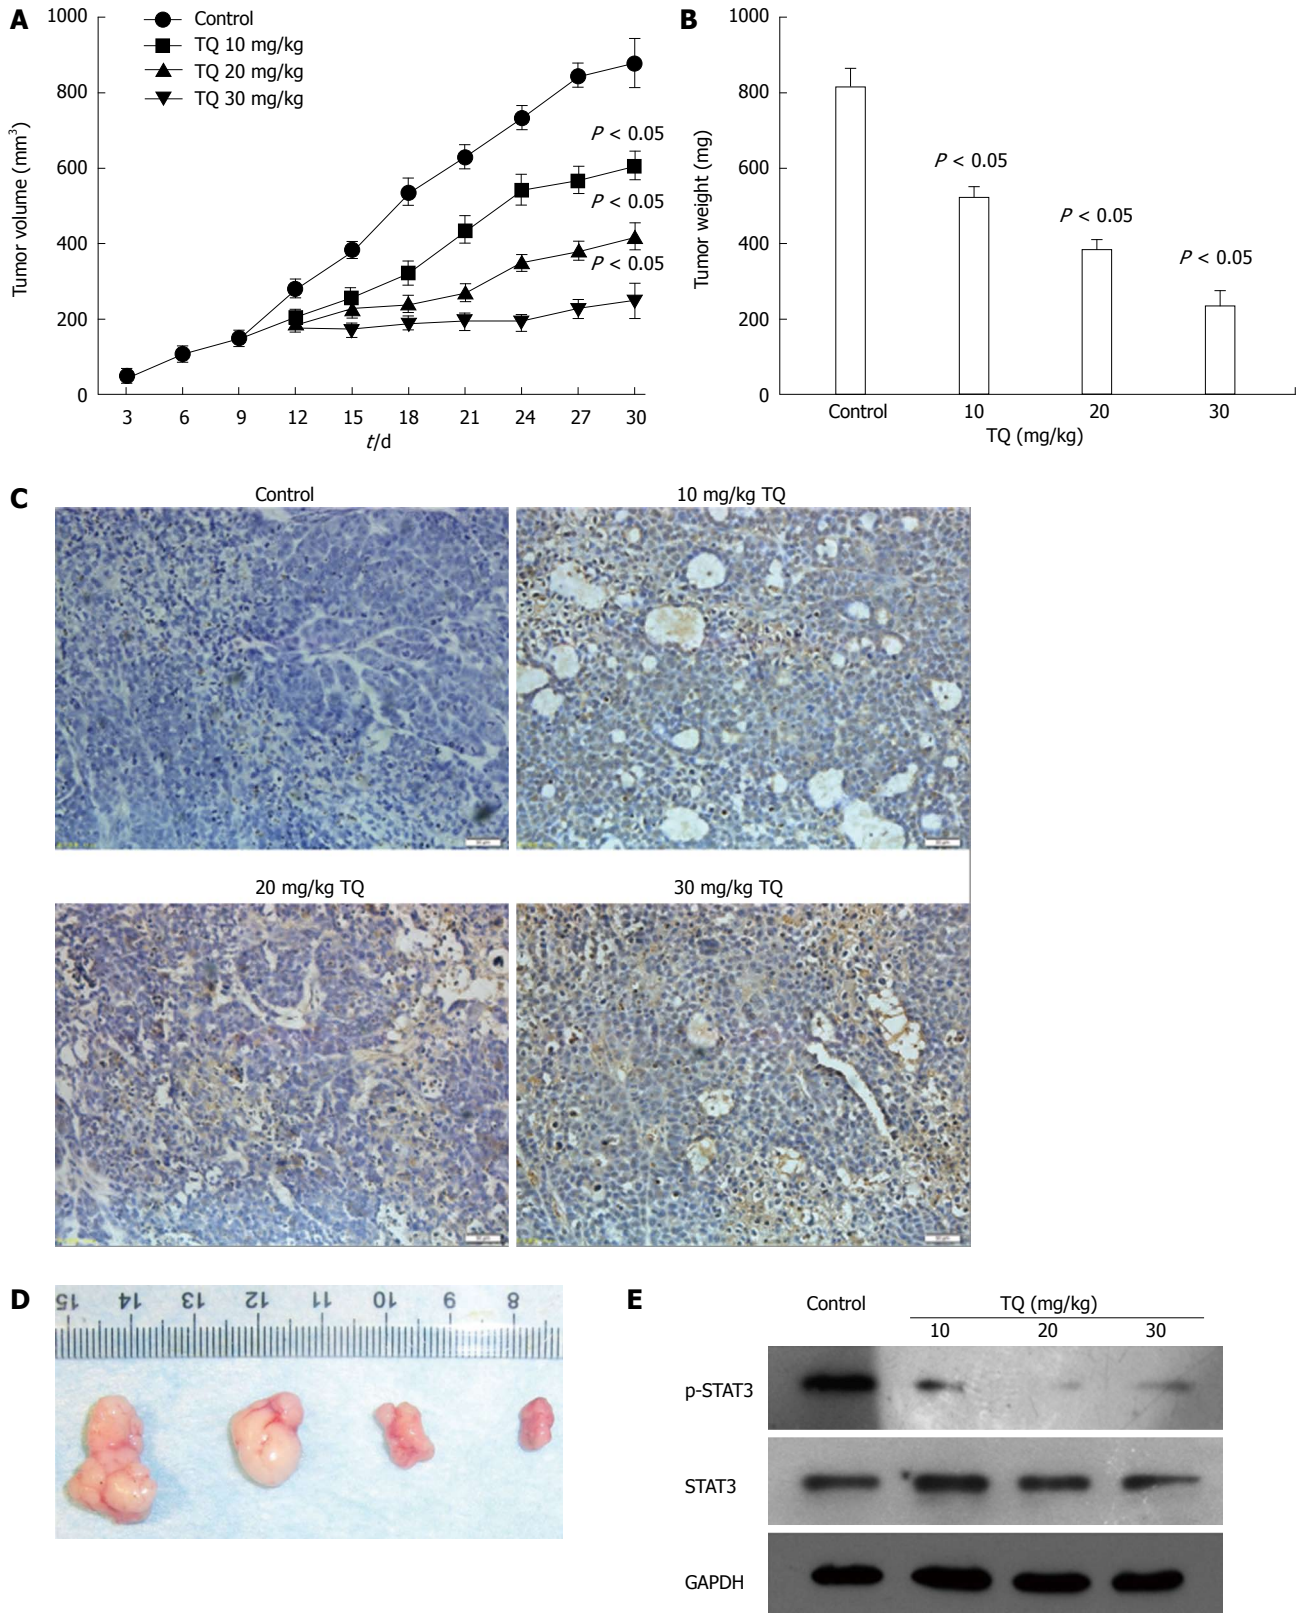 A
Control
TQ 10 mg/kg
TQ 20 mg/kg
TQ 30 mg/kg
1000
800
600
400
200
0
Tumor volume (mm³)
P < 0.05
P < 0.05
P < 0.05
3 6 9 12 15 18 21 24 27 30
t/d
B
1000
800
600
400
200
0
Tumor weight (mg)
P < 0.05
P < 0.05
P < 0.05
Control 10 20 30
TQ (mg/kg)
C
Control
10 mg/kg TQ
20 mg/kg TQ
30 mg/kg TQ
D
15 14 13 12 11 10 9 8
E
Control
TQ (mg/kg)
10 20 30
p-STAT3
STAT3
GAPDH